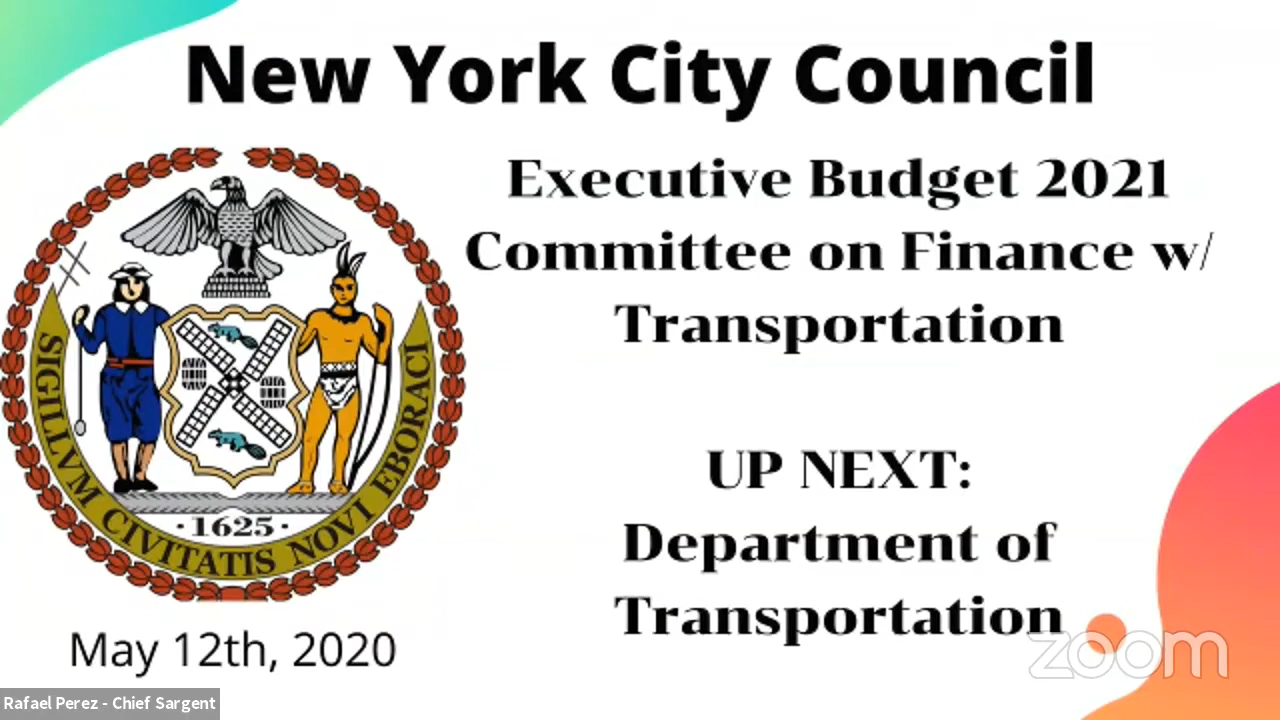 New York City Council
Executive Budget 2021
Committee on Finance w/
Transportation
UP NEXT:
Department of
Transportation
SIGILLVM CIVITATIS NOVI EBORACI
·1625·
May 12th, 2020
zoom
Rafael Perez - Chief Sargent